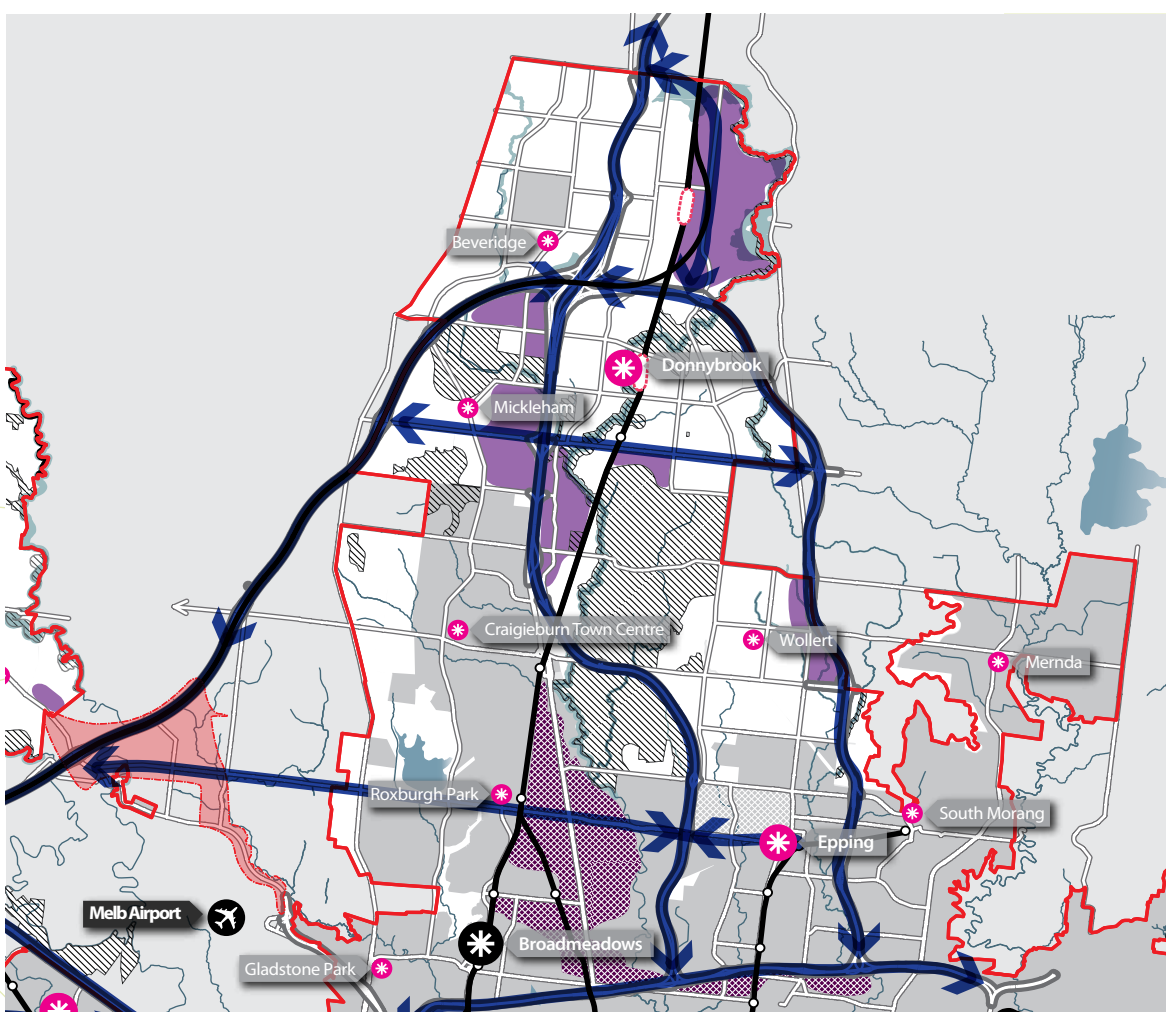 Beveridge
Donnybrook
Mickleham
Craigieburn Town Centre
Wollert
Mernda
Roxburgh Park
South Morang
Epping
Melb Airport
Broadmeadows
Gladstone Park